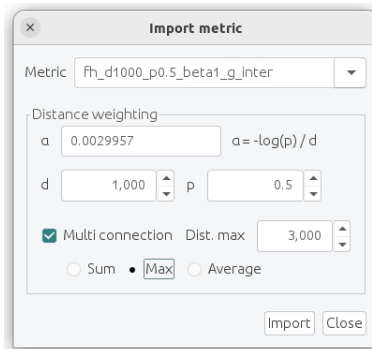 Import metric
Metric fh_d1000_p0.5_beta1_g_inter
Distance weighting
α 0.0029957 α = -log(p) / d
d 1,000 p 0.5
Multi connection Dist. max 3,000
Sum Max Average
Import Close